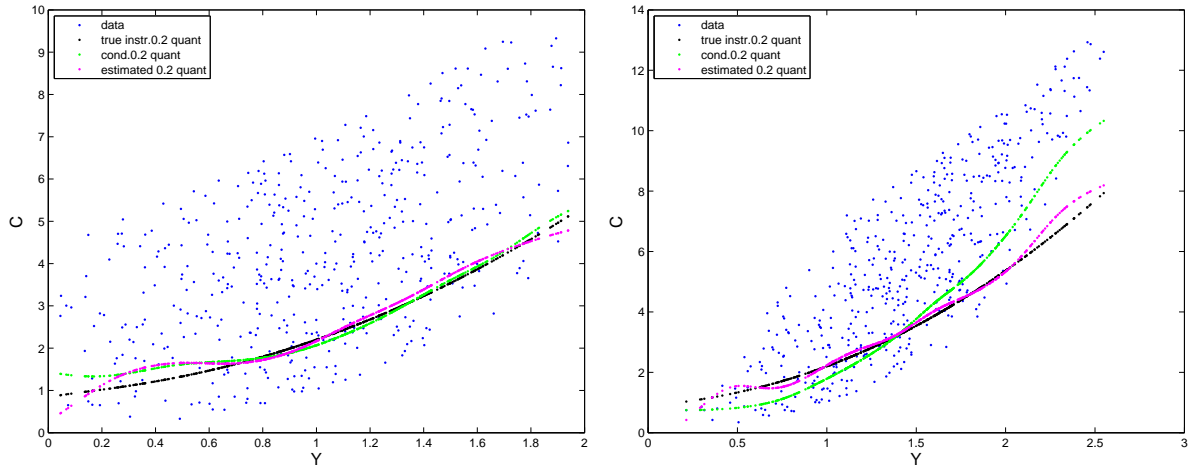 10
9
8
7
6
5
4
3
2
1
0
C
data
true instr.0.2 quant
cond.0.2 quant
estimated 0.2 quant
0 0.2 0.4 0.6 0.8 1 1.2 1.4 1.6 1.8 2
Y
14
12
10
8
6
4
2
0
C
data
true instr.0.2 quant
cond.0.2 quant
estimated 0.2 quant
0 0.5 1 1.5 2 2.5 3
Y